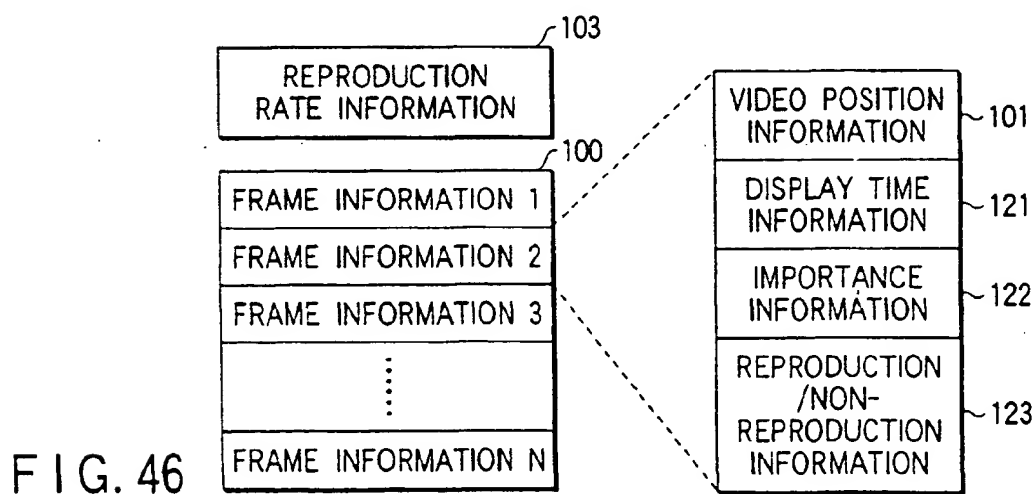 103
REPRODUCTION
RATE INFORMATION
100
FRAME INFORMATION 1
FRAME INFORMATION 2
FRAME INFORMATION 3
FRAME INFORMATION N
VIDEO POSITION
INFORMATION
101
DISPLAY TIME
INFORMATION
121
IMPORTANCE
INFORMATION
122
REPRODUCTION
/NON-
REPRODUCTION
INFORMATION
123
FIG. 46